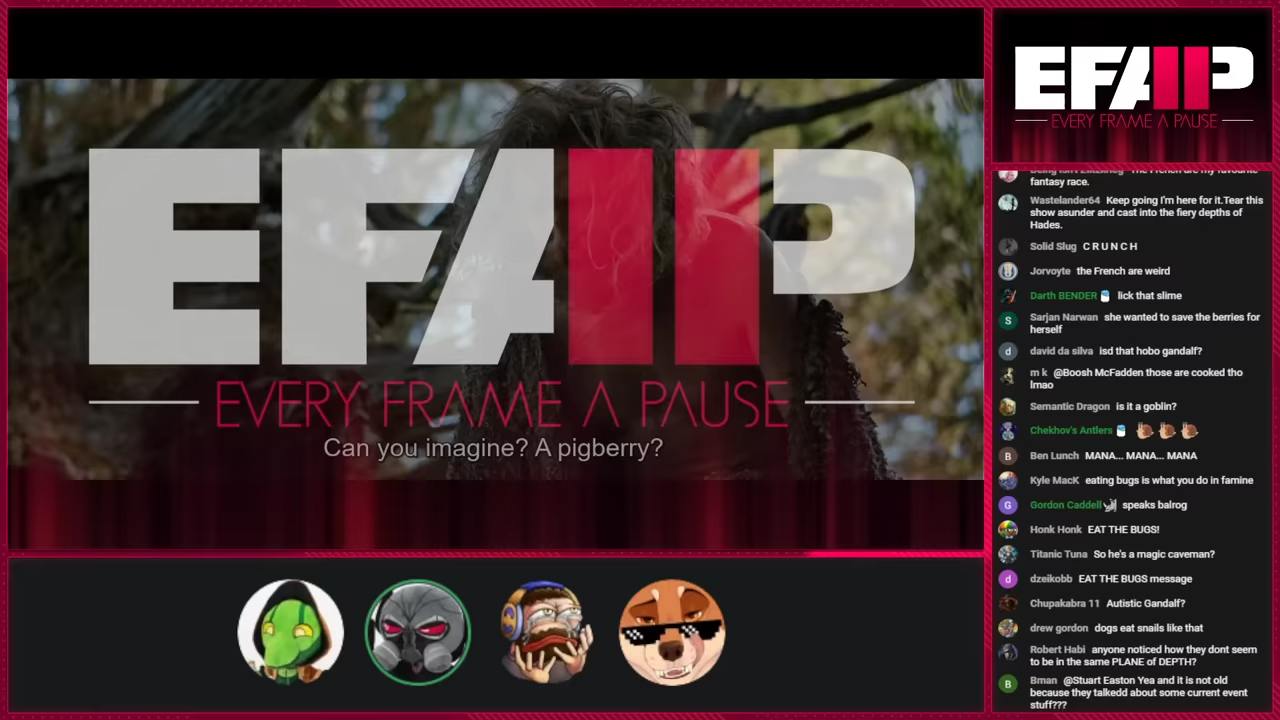 EFAP
EVERY FRAME A PAUSE
Can you imagine? A pigberry?
EFAP
EVERY FRAME A PAUSE
The French are my favourite
fantasy race.
Wastelander64 Keep going I'm here for it.Tear this
show asunder and cast into the fiery depths of
Hades.
Solid Slug C R U N C H
Jorvoyte the French are weird
Darth BENDER lick that slime
S
Sarjan Narwan she wanted to save the berries for
herself
d
david da silva isd that hobo gandalf?
m k @Boosh McFadden those are cooked tho
lmao
Semantic Dragon is it a goblin?
Chekhov's Antlers
B
Ben Lunch MANA... MANA... MANA
Kyle MacK eating bugs is what you do in famine
G
Gordon Caddell speaks balrog
Honk Honk EAT THE BUGS!
Titanic Tuna So he's a magic caveman?
d
dzeikobb EAT THE BUGS message
Chupakabra 11 Autistic Gandalf?
drew gordon dogs eat snails like that
Robert Habi anyone noticed how they dont seem
to be in the same PLANE of DEPTH?
B
Bman @Stuart Easton Yea and it is not old
because they talkedd about some current event
stuff???